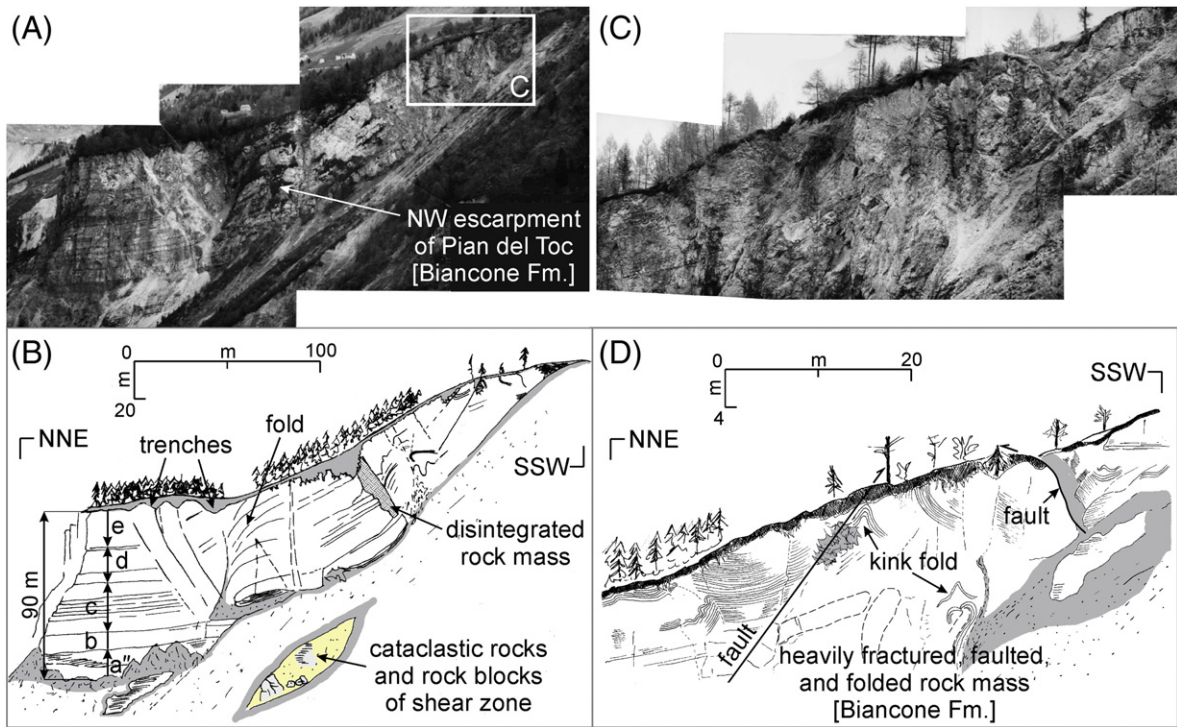 (A)
C
NW escarpment
of Pian del Toc
[Biancone Fm.]
(C)
(B)
0 m 100
m
20
NNE
trenches
fold
SSW
disintegrated
rock mass
90 m
e
d
c
b
a"
cataclastic rocks
and rock blocks
of shear zone
(D)
0 m 20
m
4
SSW
NNE
fault
kink fold
fault
heavily fractured, faulted,
and folded rock mass
[Biancone Fm.]